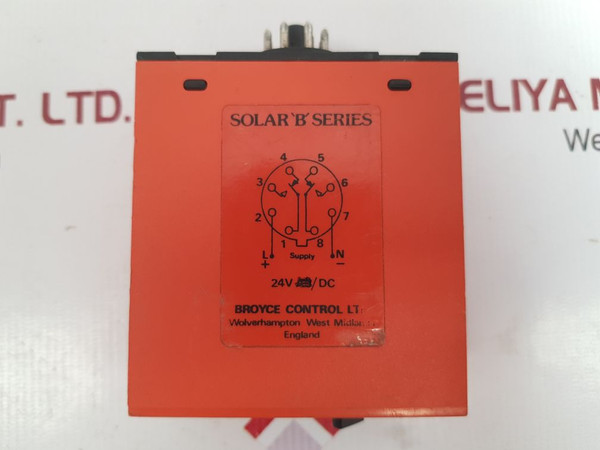 SOLAR 'B' SERIES
4 5
3 6
2 7
1 8
L N
Supply
+ −
24V /DC
BROYCE CONTROL LT
Wolverhampton West Midla
England
T. LTD.
ELIYA M
We